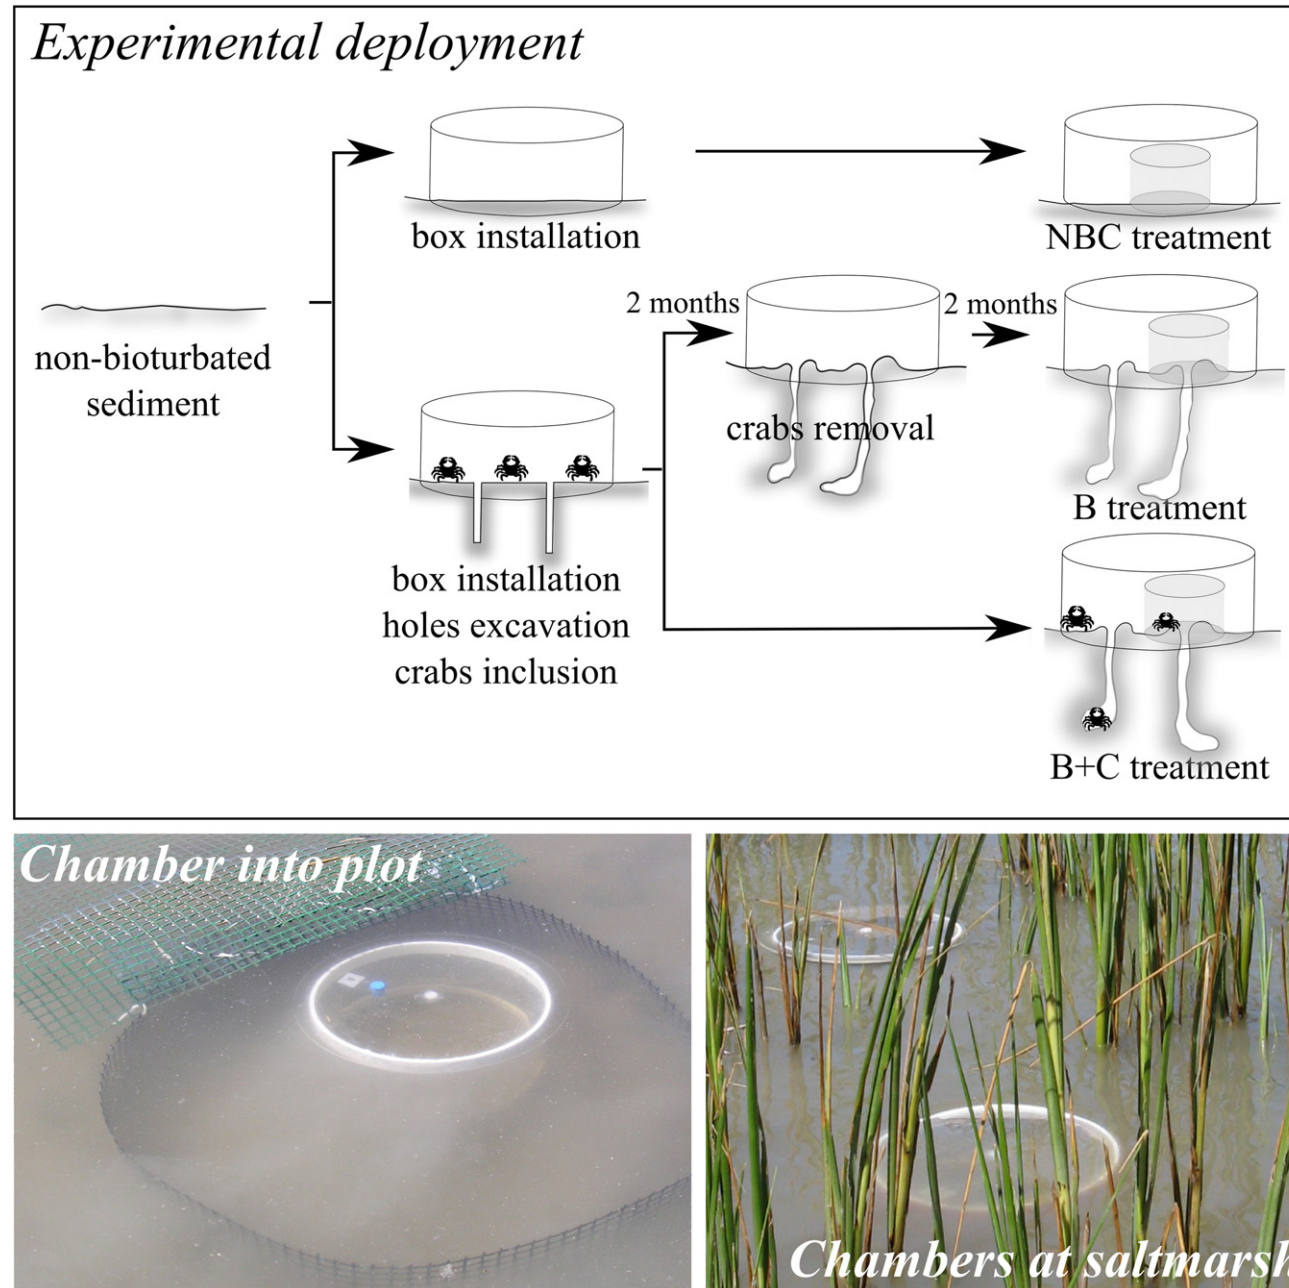 Experimental deployment
box installation
NBC treatment
non-bioturbated
sediment
2 months
2 months
crabs removal
B treatment
box installation
holes excavation
crabs inclusion
B+C treatment
Chamber into plot
Chambers at saltmarsh